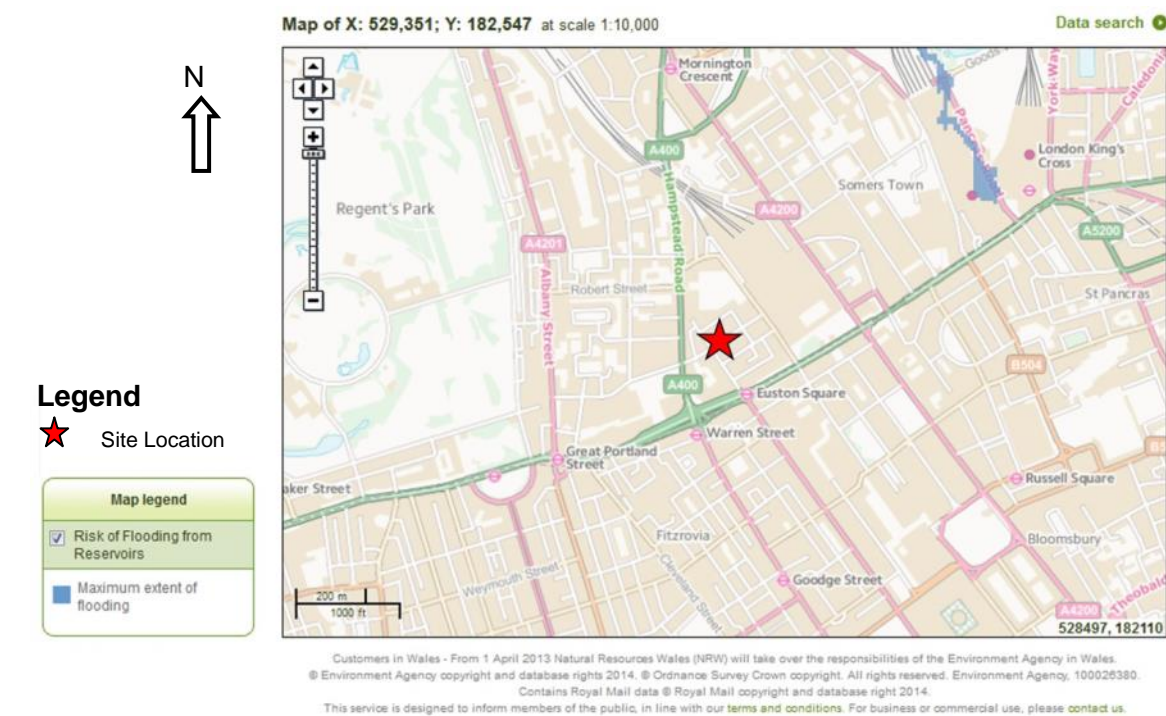 Map of X: 529,351; Y: 182,547 at scale 1:10,000
Data search
N
Mornington
Crescent
Goods
York Way
Caledoni
Pancras
A400
London King's
Cross
Somers Town
Regent's Park
A4200
A4201
Hampstead Road
A5200
Albany Street
Robert Street
St Pancras
B504
A400
Euston Square
Legend
Site Location
Warren Street
Great Portland
Street
aker Street
Russell Square
Map legend
Risk of Flooding from
Reservoirs
Maximum extent of
flooding
Fitzrovia
Bloomsbury
Weymouth Street
Cleveland Street
Goodge Street
200 m
1000 ft
A4200
Theobald
528497, 182110
Customers in Wales - From 1 April 2013 Natural Resources Wales (NRW) will take over the responsibilities of the Environment Agency in Wales.
© Environment Agency copyright and database rights 2014. © Ordnance Survey Crown copyright. All rights reserved. Environment Agency, 100026380.
Contains Royal Mail data © Royal Mail copyright and database right 2014.
This service is designed to inform members of the public, in line with our terms and conditions. For business or commercial use, please contact us.